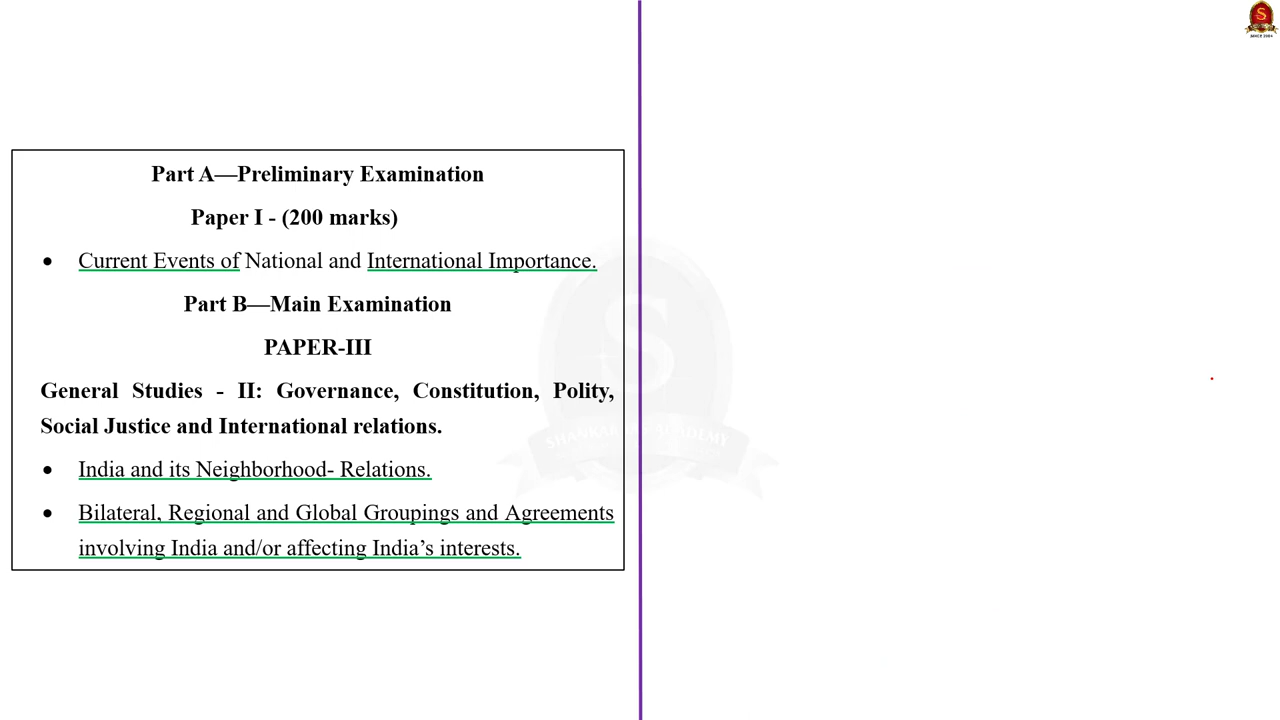 Part A—Preliminary Examination
Paper I - (200 marks)
• Current Events of National and International Importance.
Part B—Main Examination
PAPER-III
General Studies - II: Governance, Constitution, Polity,
Social Justice and International relations.
• India and its Neighborhood- Relations.
• Bilateral, Regional and Global Groupings and Agreements
involving India and/or affecting India’s interests.
S
SINCE 2004